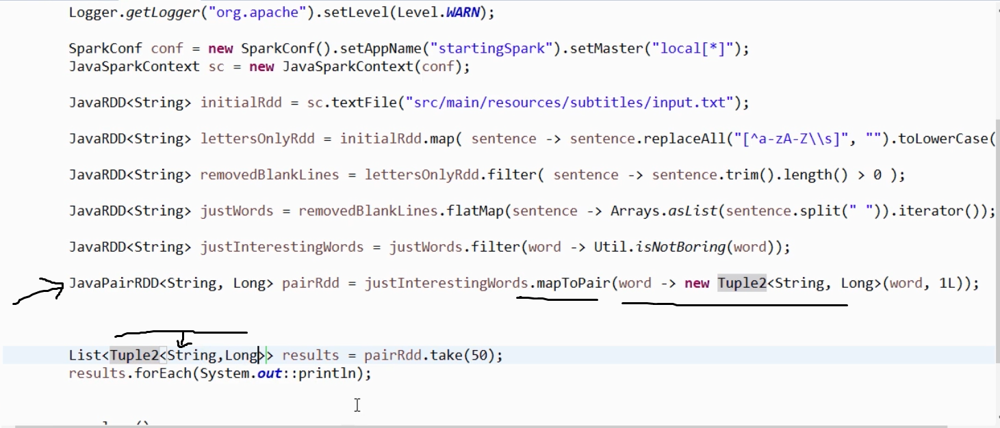 Logger.getLogger("org.apache").setLevel(Level.WARN);
SparkConf conf = new SparkConf().setAppName("startingSpark").setMaster("local[*]");
JavaSparkContext sc = new JavaSparkContext(conf);
JavaRDD<String> initialRdd = sc.textFile("src/main/resources/subtitles/input.txt");
JavaRDD<String> lettersOnlyRdd = initialRdd.map( sentence -> sentence.replaceAll("[^a-zA-Z\\s]", "").toLowerCase(
JavaRDD<String> removedBlankLines = lettersOnlyRdd.filter( sentence -> sentence.trim().length() > 0 );
JavaRDD<String> justWords = removedBlankLines.flatMap(sentence -> Arrays.asList(sentence.split(" ")).iterator());
JavaRDD<String> justInterestingWords = justWords.filter(word -> Util.isNotBoring(word));
JavaPairRDD<String, Long> pairRdd = justInterestingWords.mapToPair(word -> new Tuple2<String, Long>(word, 1L));
List<Tuple2<String,Long>> results = pairRdd.take(50);
results.forEach(System.out::println);